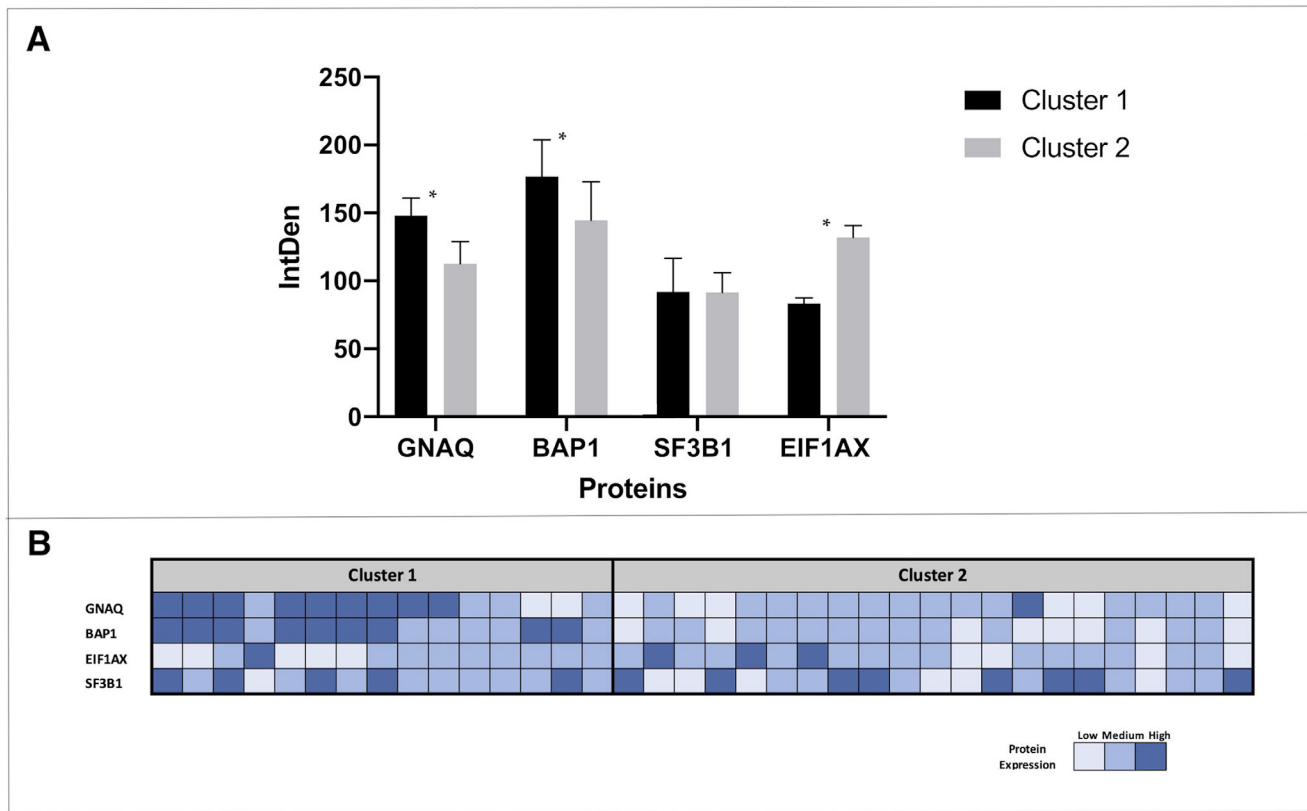 A
250
200
150
100
50
0
IntDen
*
*
*
GNAQ BAP1 SF3B1 EIF1AX
Proteins
Cluster 1
Cluster 2
B
Cluster 1 Cluster 2
GNAQ
BAP1
EIF1AX
SF3B1
Low Medium High
Protein
Expression